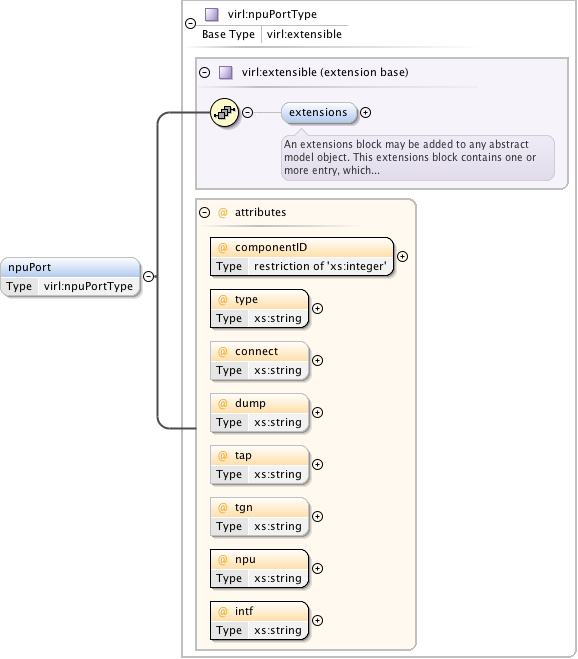 virl:npuPortType
Base Type virl:extensible
virl:extensible (extension base)
extensions
An extensions block may be added to any abstract
model object. This extensions block contains one or
more entry, which...
npuPort
Type virl:npuPortType
@ attributes
@ componentID
Type restriction of 'xs:integer'
@ type
Type xs:string
@ connect
Type xs:string
@ dump
Type xs:string
@ tap
Type xs:string
@ tgn
Type xs:string
@ npu
Type xs:string
@ intf
Type xs:string